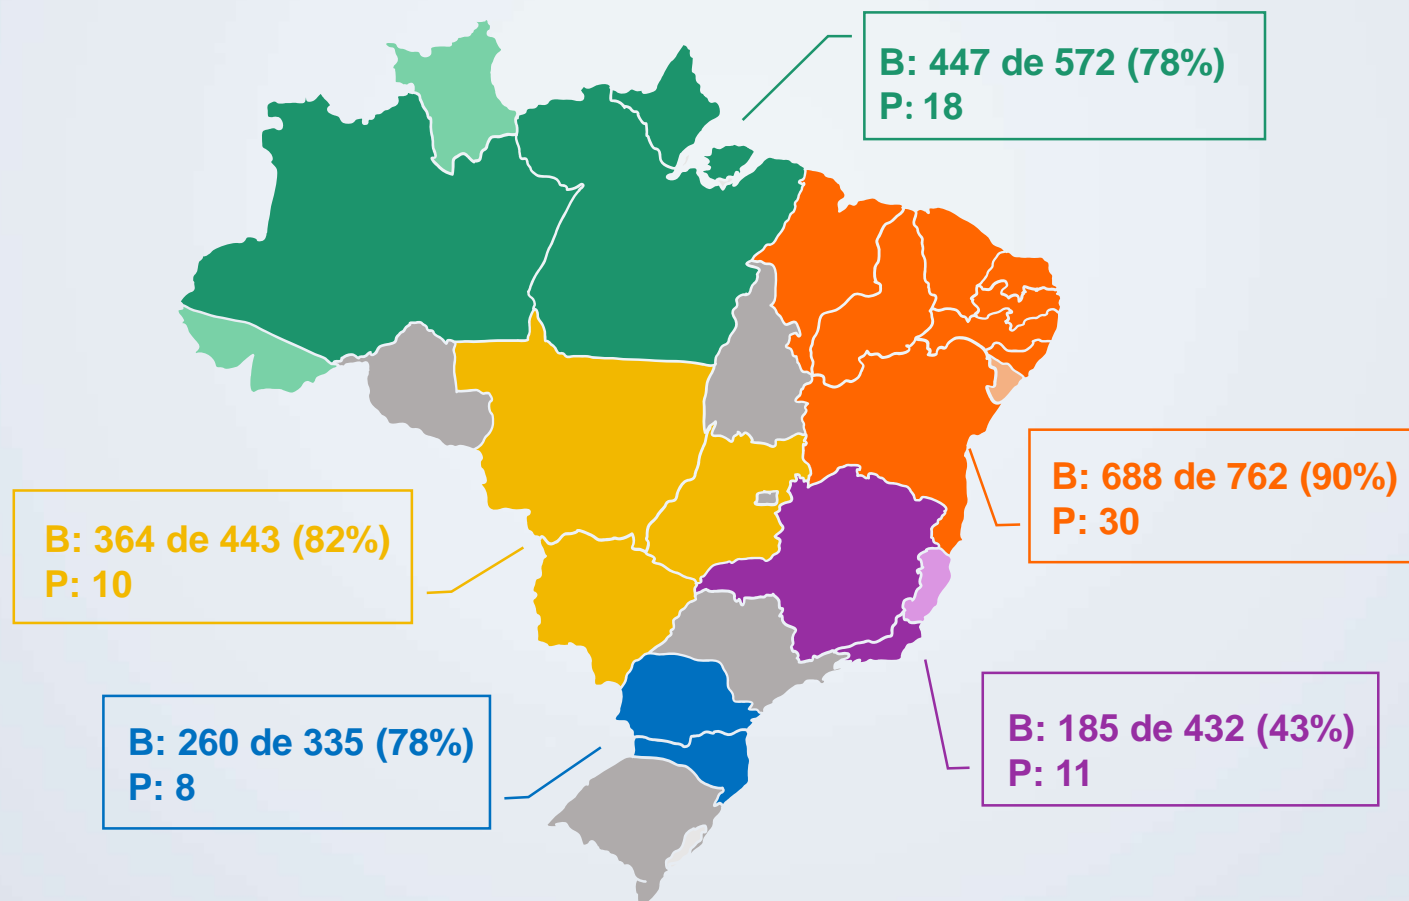 B: 447 de 572 (78%)
P: 18
B: 688 de 762 (90%)
P: 30
B: 364 de 443 (82%)
P: 10
B: 260 de 335 (78%)
P: 8
B: 185 de 432 (43%)
P: 11